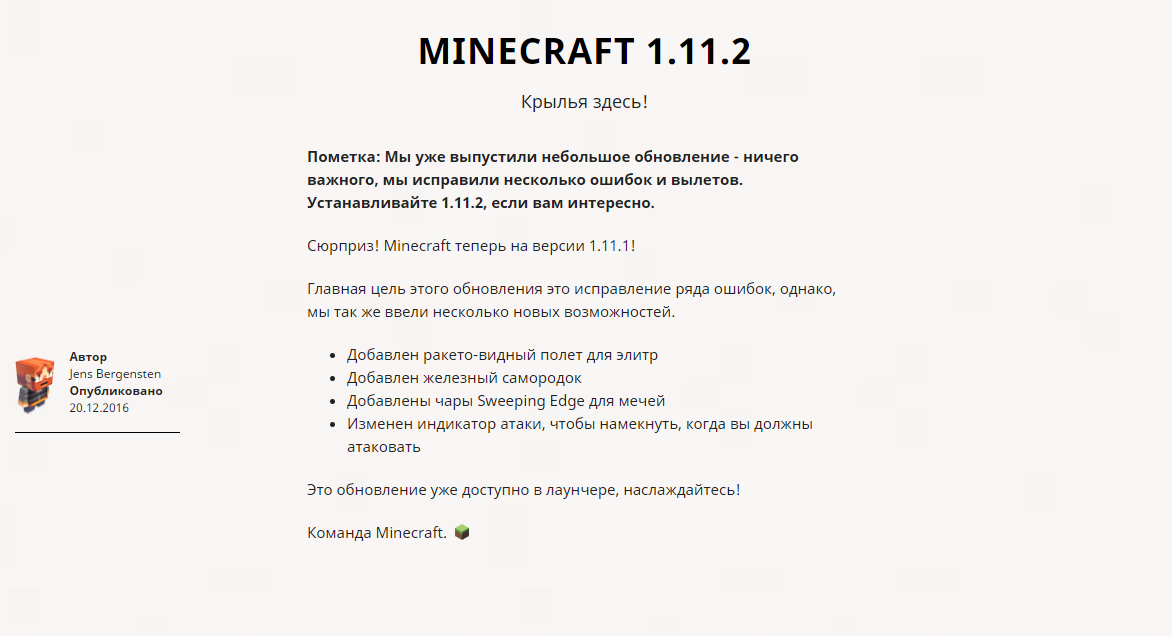 MINECRAFT 1.11.2
Крылья здесь!
Пометка: Мы уже выпустили небольшое обновление - ничего
важного, мы исправили несколько ошибок и вылетов.
Устанавливайте 1.11.2, если вам интересно.
Сюрприз! Minecraft теперь на версии 1.11.1!
Главная цель этого обновления это исправление ряда ошибок, однако,
мы так же ввели несколько новых возможностей.
• Добавлен ракето-видный полет для элитр
• Добавлен железный самородок
• Добавлены чары Sweeping Edge для мечей
• Изменен индикатор атаки, чтобы намекнуть, когда вы должны
атаковать
Это обновление уже доступно в лаунчере, наслаждайтесь!
Команда Minecraft.
Автор
Jens Bergensten
Опубликовано
20.12.2016